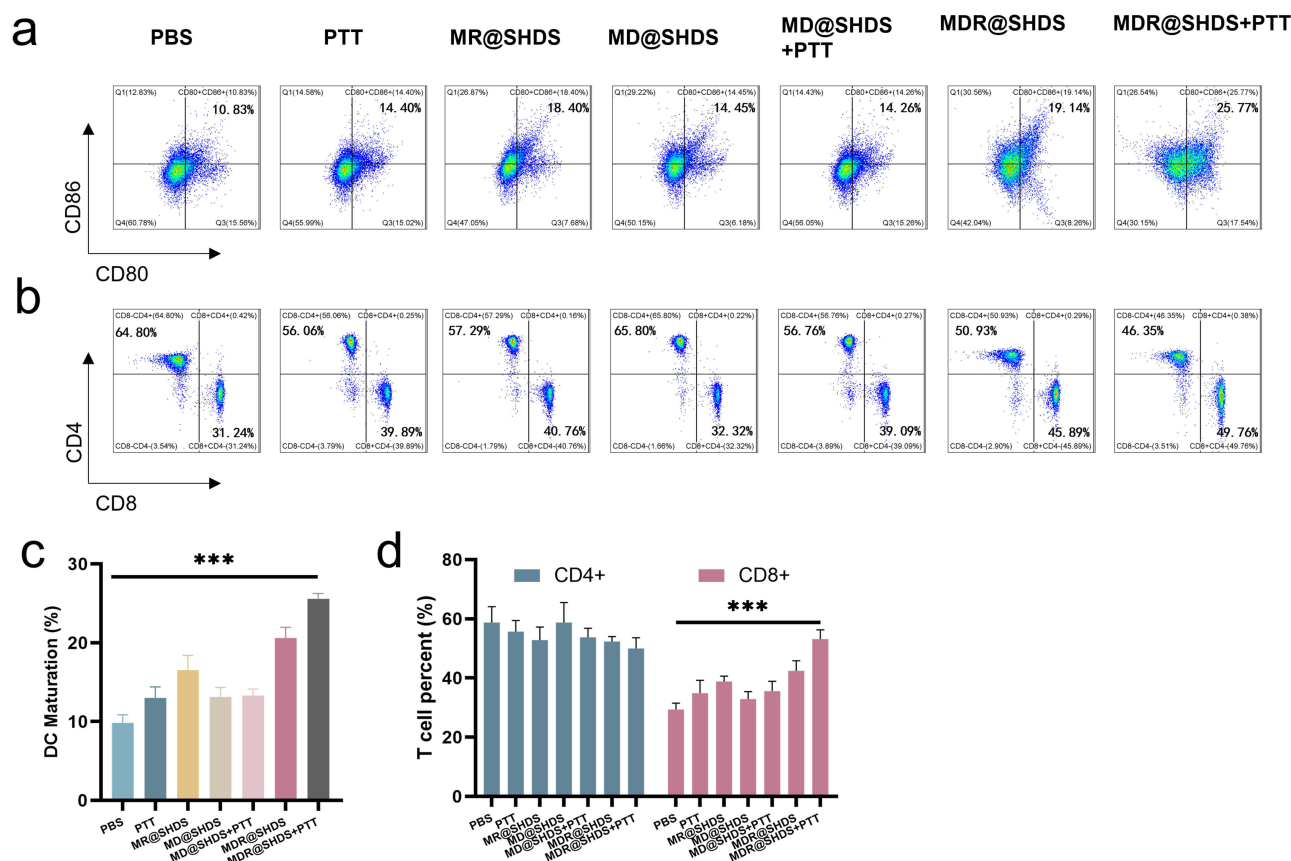 a
PBS
PTT
MR@SHDS
MD@SHDS
MD@SHDS
+PTT
MDR@SHDS
MDR@SHDS+PTT
Q1(12.83%) CD80+CD86+(10.83%)
10.83%
Q4(60.78%) Q3(15.56%)
Q1(14.58%) CD80+CD86+(14.40%)
14.40%
Q4(55.99%) Q3(15.02%)
Q1(26.87%) CD80+CD86+(18.40%)
18.40%
Q4(47.05%) Q3(7.68%)
Q1(29.22%) CD80+CD86+(14.45%)
14.45%
Q4(50.15%) Q3(6.18%)
Q1(14.43%) CD80+CD86+(14.26%)
14.26%
Q4(56.05%) Q3(15.26%)
Q1(30.56%) CD80+CD86+(19.14%)
19.14%
Q4(42.04%) Q3(8.26%)
Q1(26.54%) CD80+CD86+(25.77%)
25.77%
Q4(30.15%) Q3(17.54%)
CD86
CD80
b
CD8-CD4+(64.80%) CD8+CD4+(0.42%)
64.80%
31.24%
CD8-CD4-(3.54%) CD8+CD4-(31.24%)
CD8-CD4+(56.06%) CD8+CD4+(0.25%)
56.06%
39.89%
CD8-CD4-(3.79%) CD8+CD4-(39.89%)
CD8-CD4+(57.29%) CD8+CD4+(0.16%)
57.29%
40.76%
CD8-CD4-(1.79%) CD8+CD4-(40.76%)
CD8-CD4+(65.80%) CD8+CD4+(0.22%)
65.80%
32.32%
CD8-CD4-(1.66%) CD8+CD4-(32.32%)
CD8-CD4+(56.76%) CD8+CD4+(0.27%)
56.76%
39.09%
CD8-CD4-(3.89%) CD8+CD4-(39.09%)
CD8-CD4+(50.93%) CD8+CD4+(0.29%)
50.93%
45.89%
CD8-CD4-(2.90%) CD8+CD4-(45.89%)
CD8-CD4+(46.35%) CD8+CD4+(0.38%)
46.35%
49.76%
CD8-CD4-(3.51%) CD8+CD4-(49.76%)
CD4
CD8
c
DC Maturation (%)
30
20
10
0
***
PBS
PTT
MR@SHDS
MD@SHDS
MD@SHDS+PTT
MDR@SHDS
MDR@SHDS+PTT
d
T cell percent (%)
80
60
40
20
0
CD4+
CD8+
***
PBS
PTT
MR@SHDS
MD@SHDS
MD@SHDS+PTT
MDR@SHDS
MDR@SHDS+PTT
PBS
PTT
MR@SHDS
MD@SHDS
MD@SHDS+PTT
MDR@SHDS
MDR@SHDS+PTT